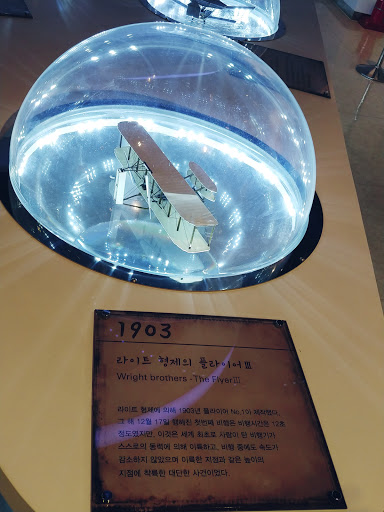 1903
라이트 형제의 플라이어Ⅲ
Wright brothers - The FlyerⅢ
라이트 형제에 의해 1903년 플라이어 No.1이 제작됐다.
그 해 12월 17일 행해진 첫번째 비행은 비행시간은 12초
정도였지만, 이것은 세계 최초로 사람이 탄 비행기가
스스로의 동력에 의해 이륙하고, 비행 중에도 속도가
감소하지 않았으며 이륙한 지점과 같은 높이의
지점에 착륙한 대단한 사건이었다.